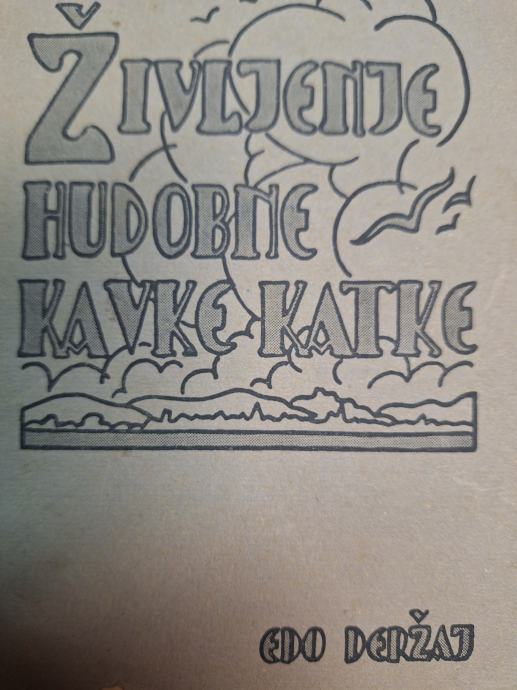 ŽIVLJENJE
HUDOBNE
KAVKE KATKE
EDO DERŽAJ